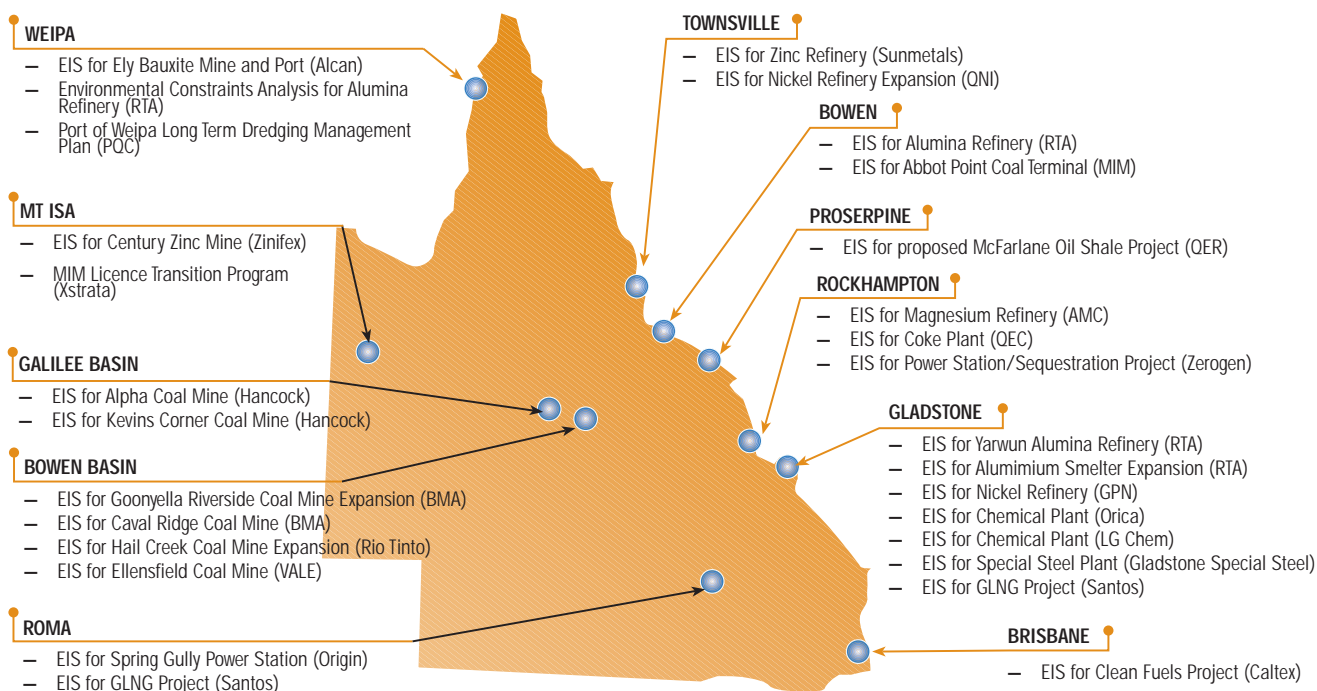 WEIPA
– EIS for Ely Bauxite Mine and Port (Alcan)
– Environmental Constraints Analysis for Alumina
Refinery (RTA)
– Port of Weipa Long Term Dredging Management
Plan (PQC)
MT ISA
– EIS for Century Zinc Mine (Zinifex)
– MIM Licence Transition Program
(Xstrata)
GALILEE BASIN
– EIS for Alpha Coal Mine (Hancock)
– EIS for Kevins Corner Coal Mine (Hancock)
BOWEN BASIN
– EIS for Goonyella Riverside Coal Mine Expansion (BMA)
– EIS for Caval Ridge Coal Mine (BMA)
– EIS for Hail Creek Coal Mine Expansion (Rio Tinto)
– EIS for Ellensfield Coal Mine (VALE)
ROMA
– EIS for Spring Gully Power Station (Origin)
– EIS for GLNG Project (Santos)
TOWNSVILLE
– EIS for Zinc Refinery (Sunmetals)
– EIS for Nickel Refinery Expansion (QNI)
BOWEN
– EIS for Alumina Refinery (RTA)
– EIS for Abbot Point Coal Terminal (MIM)
PROSERPINE
– EIS for proposed McFarlane Oil Shale Project (QER)
ROCKHAMPTON
– EIS for Magnesium Refinery (AMC)
– EIS for Coke Plant (QEC)
– EIS for Power Station/Sequestration Project (Zerogen)
GLADSTONE
– EIS for Yarwun Alumina Refinery (RTA)
– EIS for Alumimium Smelter Expansion (RTA)
– EIS for Nickel Refinery (GPN)
– EIS for Chemical Plant (Orica)
– EIS for Chemical Plant (LG Chem)
– EIS for Special Steel Plant (Gladstone Special Steel)
– EIS for GLNG Project (Santos)
BRISBANE
– EIS for Clean Fuels Project (Caltex)